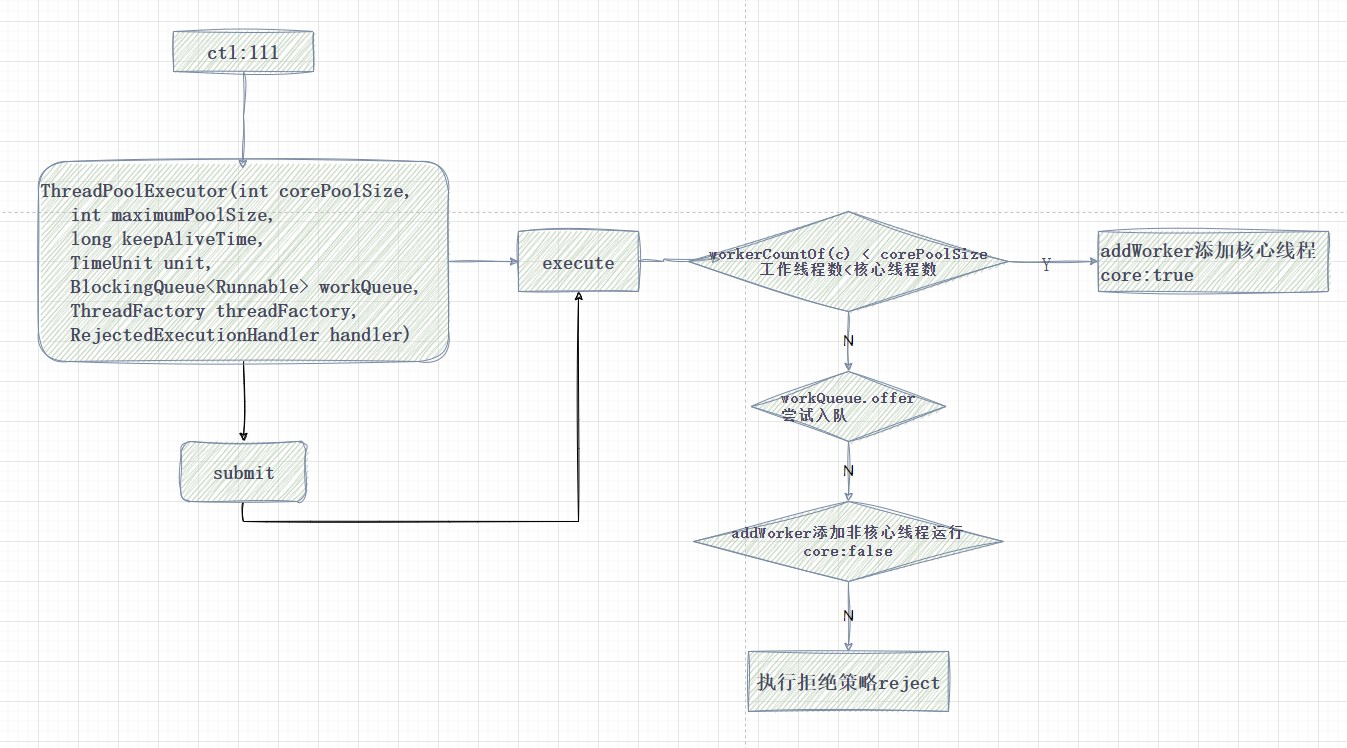 ctl:111
ThreadPoolExecutor(int corePoolSize,
int maximumPoolSize,
long keepAliveTime,
TimeUnit unit,
BlockingQueue<Runnable> workQueue,
ThreadFactory threadFactory,
RejectedExecutionHandler handler)
submit
execute
workerCountOf(c) < corePoolSize
工作线程数<核心线程数
Y
addWorker添加核心线程
core:true
N
workQueue.offer
尝试入队
N
addWorker添加非核心线程运行
core:false
N
执行拒绝策略reject